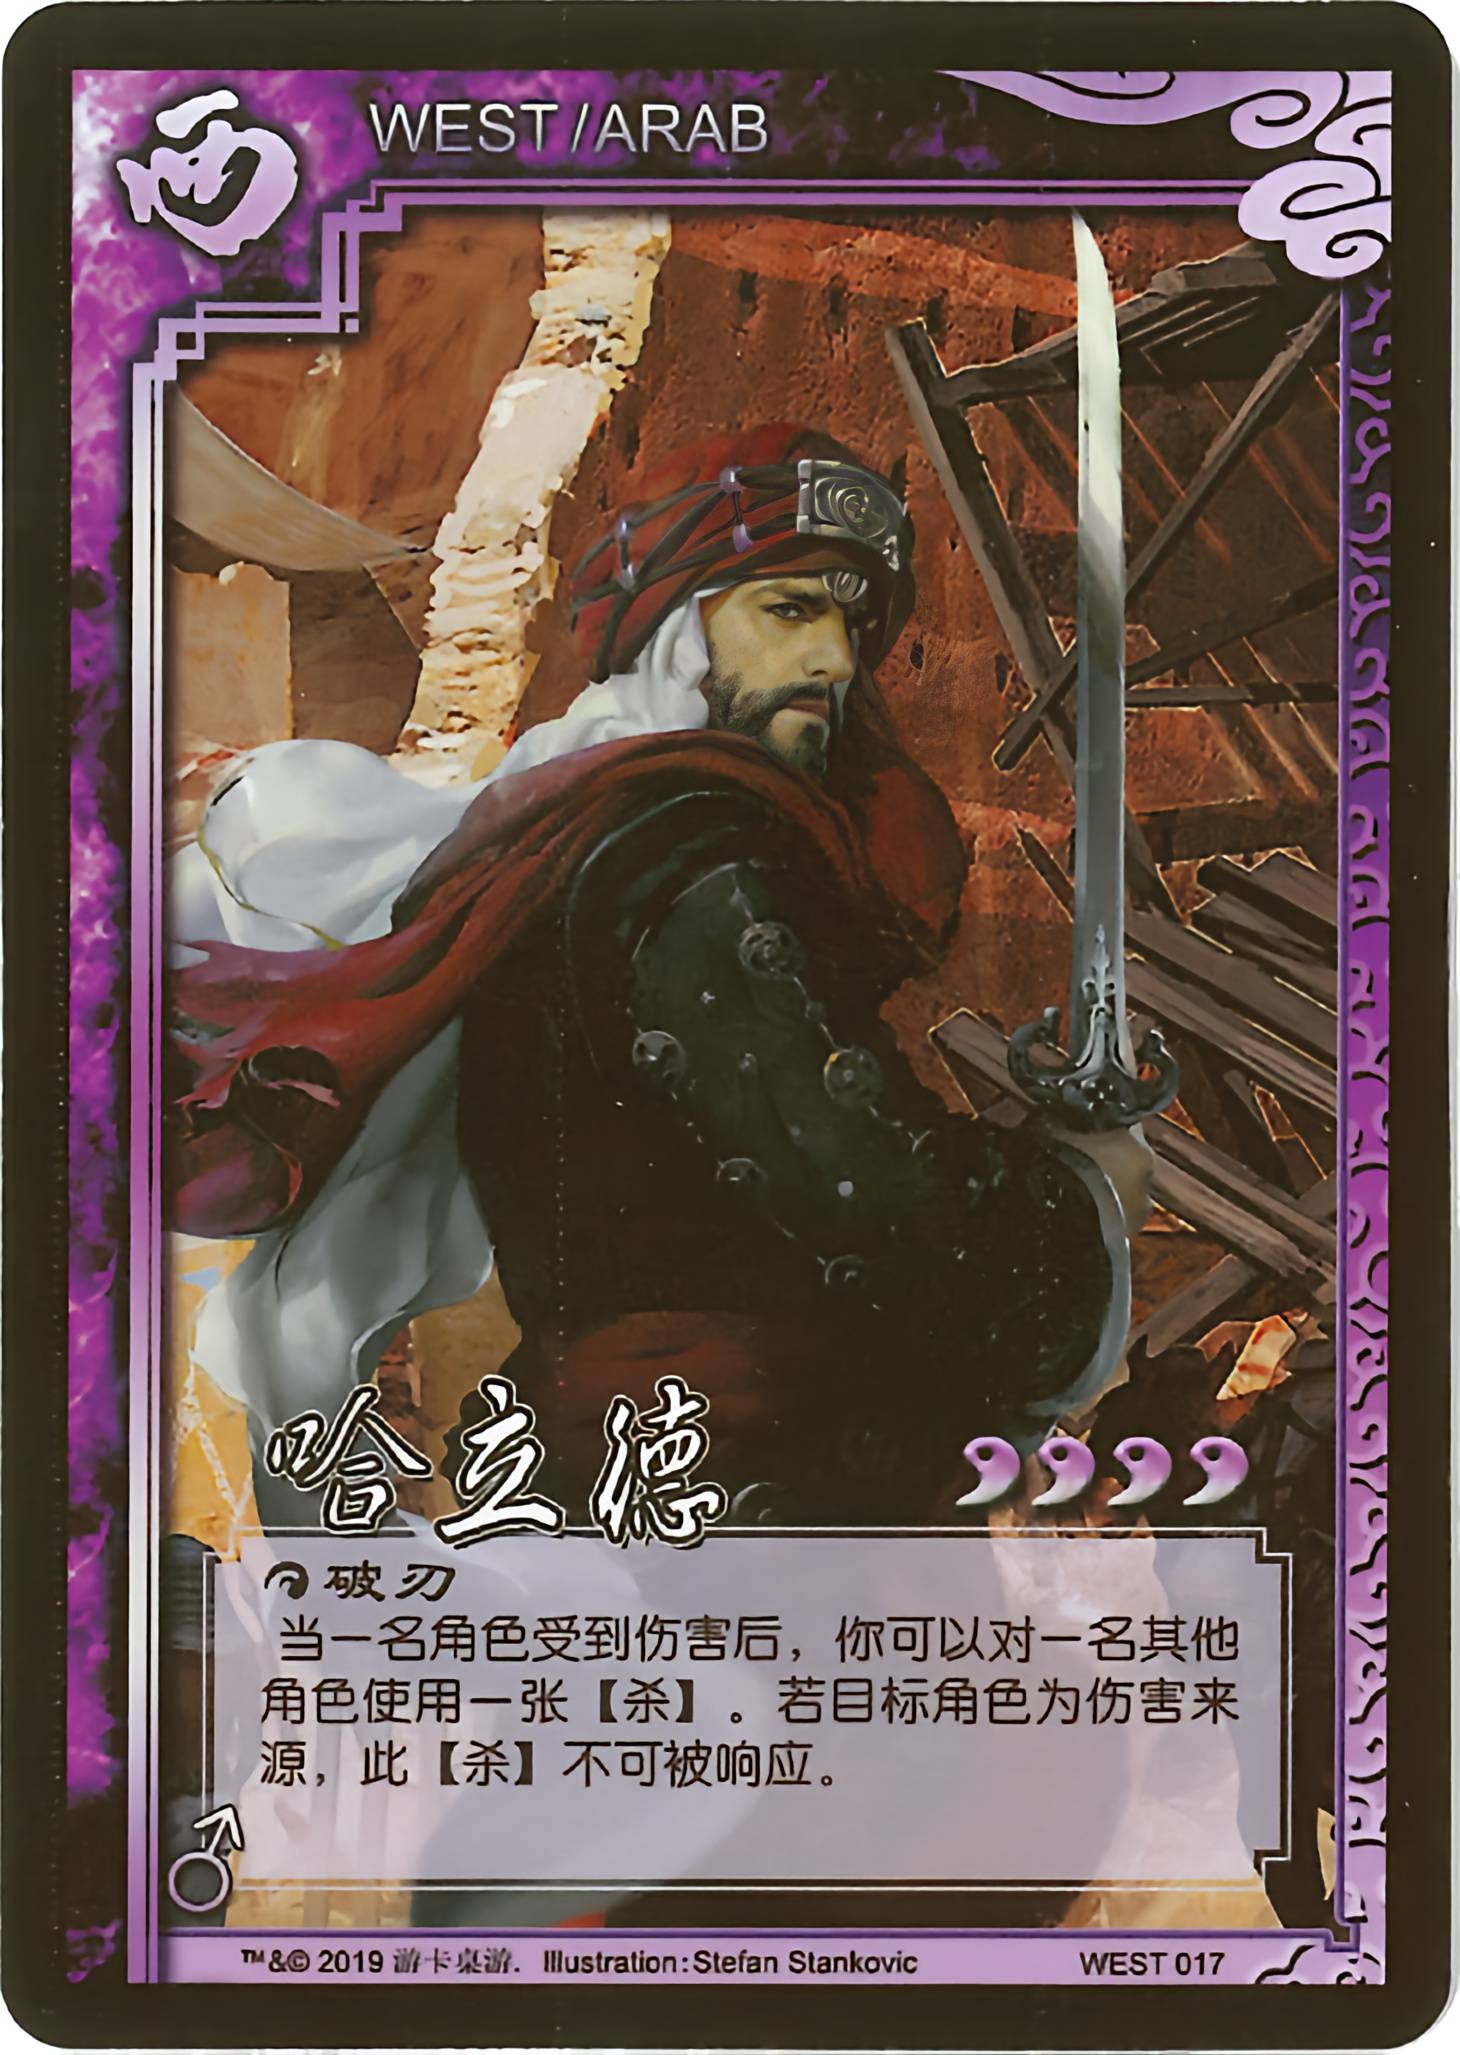 西
WEST / ARAB
哈立德
破刃
当一名角色受到伤害后，你可以对一名其他
角色使用一张【杀】。若目标角色为伤害来
源，此【杀】不可被响应。
™&© 2019 游卡桌游. Illustration:Stefan Stankovic
WEST 017